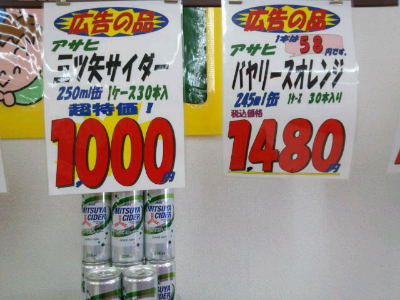 広告の品
アサヒ
三ツ矢サイダー
250ml缶 1ケース30本入
超特価!
1,000円
広告の品
アサヒ
1本は58円です。
バヤリースオレンジ
245ml缶 1ケース 30本入り
税込価格
1,480円
MITSUYA CIDER
MITSUYA CIDER
MITSUYA CIDER